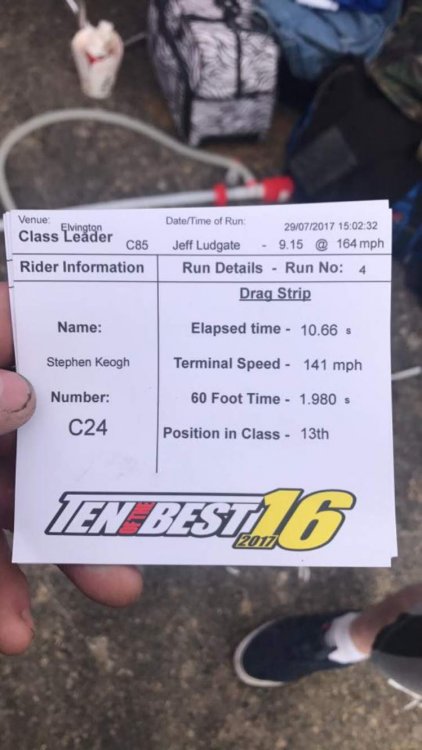 Venue: Elvington Date/Time of Run: 29/07/2017 15:02:32
Class Leader C85 Jeff Ludgate - 9.15 @ 164 mph
Rider Information Run Details - Run No: 4
Drag Strip
Name: Elapsed time - 10.66 s
Stephen Keogh Terminal Speed - 141 mph
Number: 60 Foot Time - 1.980 s
C24 Position in Class - 13th
TEN OF THE BEST 16
2017